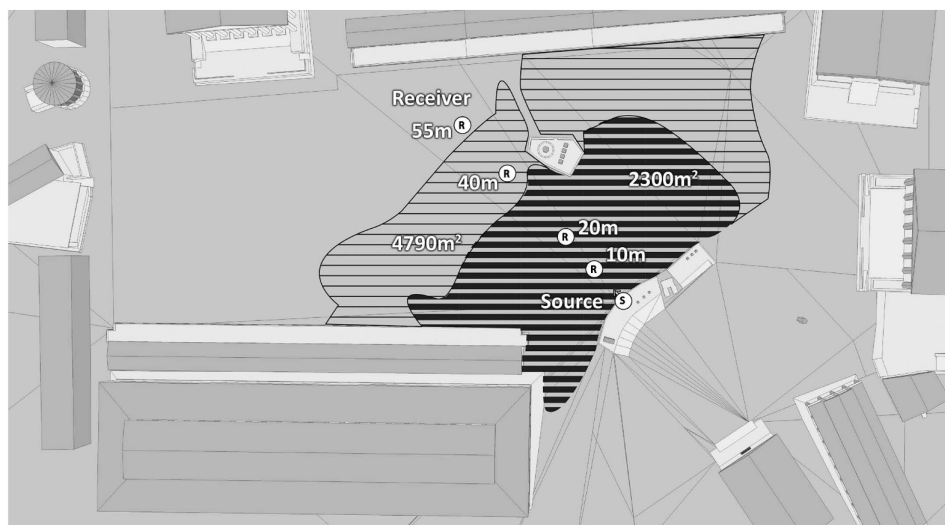 Receiver
55m R
R
40m
2300m²
20m
R
4790m²
10m
R
Source S